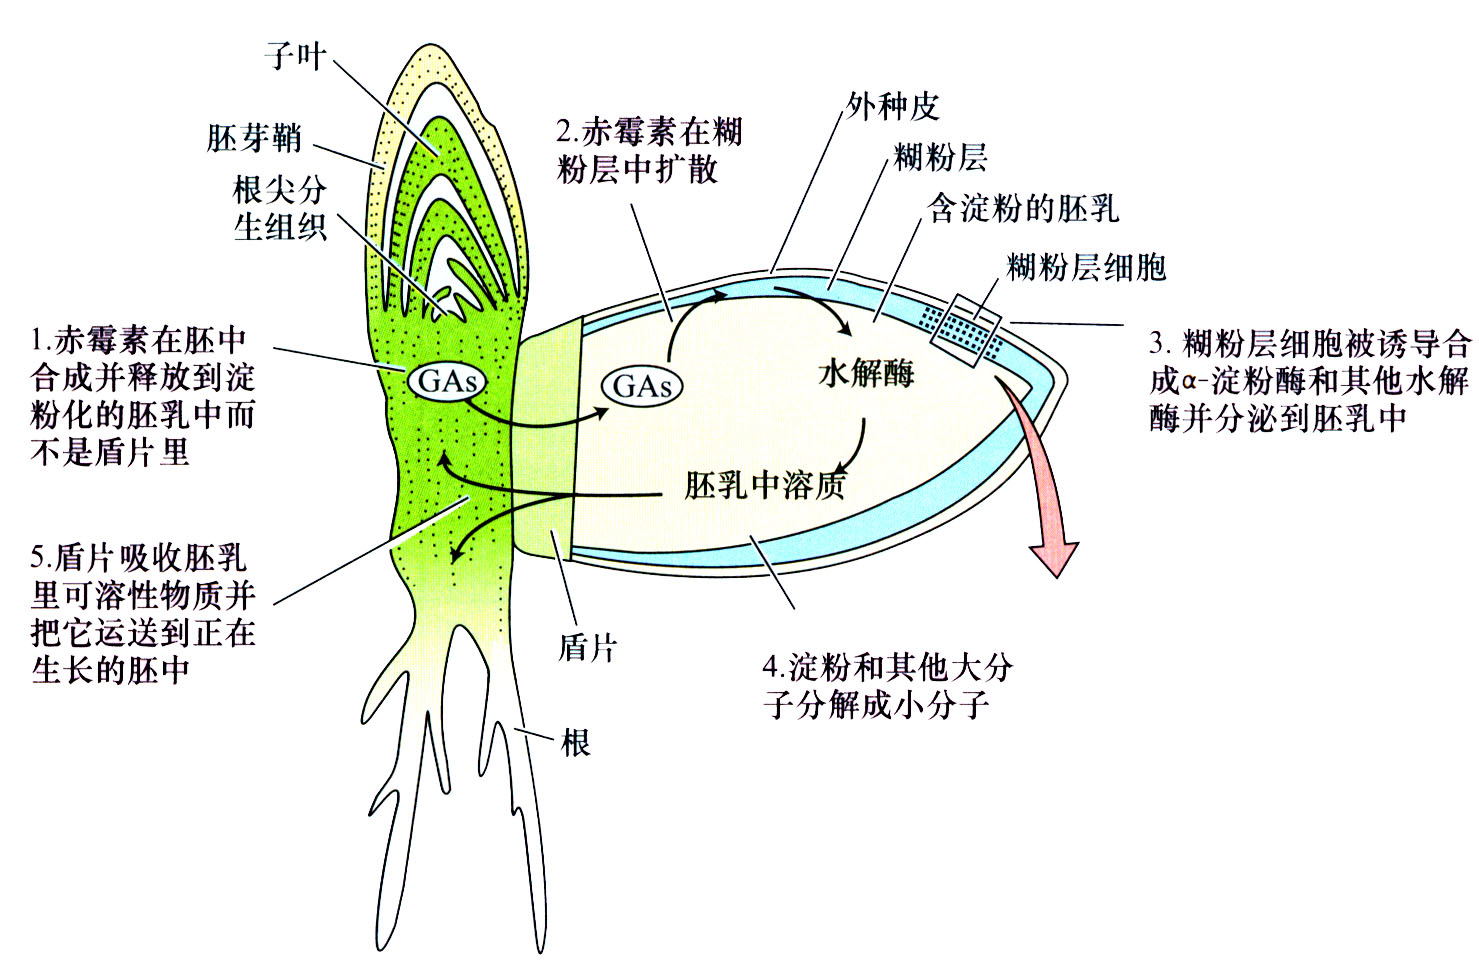 子叶
胚芽鞘
根尖分
生组织
2.赤霉素在糊
粉层中扩散
外种皮
糊粉层
含淀粉的胚乳
糊粉层细胞
1.赤霉素在胚中
合成并释放到淀
粉化的胚乳中而
不是盾片里
GAs
GAs
水解酶
3. 糊粉层细胞被诱导合
成α-淀粉酶和其他水解
酶并分泌到胚乳中
胚乳中溶质
5.盾片吸收胚乳
里可溶性物质并
把它运送到正在
生长的胚中
盾片
4.淀粉和其他大分
子分解成小分子
根